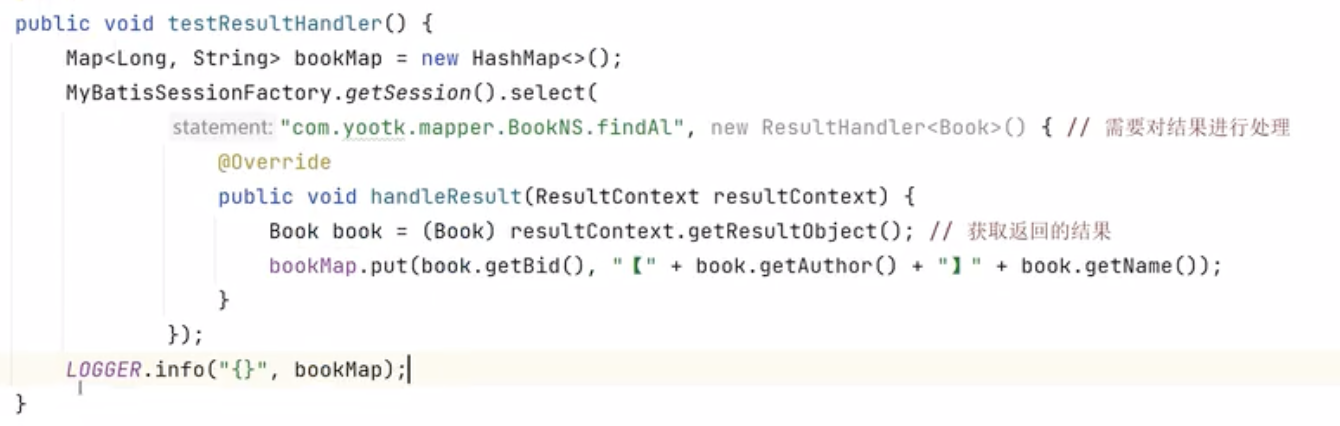 public void testResultHandler() {
    Map<Long, String> bookMap = new HashMap<>();
    MyBatisSessionFactory.getSession().select(
            statement: "com.yootk.mapper.BookNS.findAl", new ResultHandler<Book>() { // 需要对结果进行处理
                @Override
                public void handleResult(ResultContext resultContext) {
                    Book book = (Book) resultContext.getResultObject(); // 获取返回的结果
                    bookMap.put(book.getBid(), "【" + book.getAuthor() + "】" + book.getName());
                }
            });
    LOGGER.info("{}", bookMap);
}